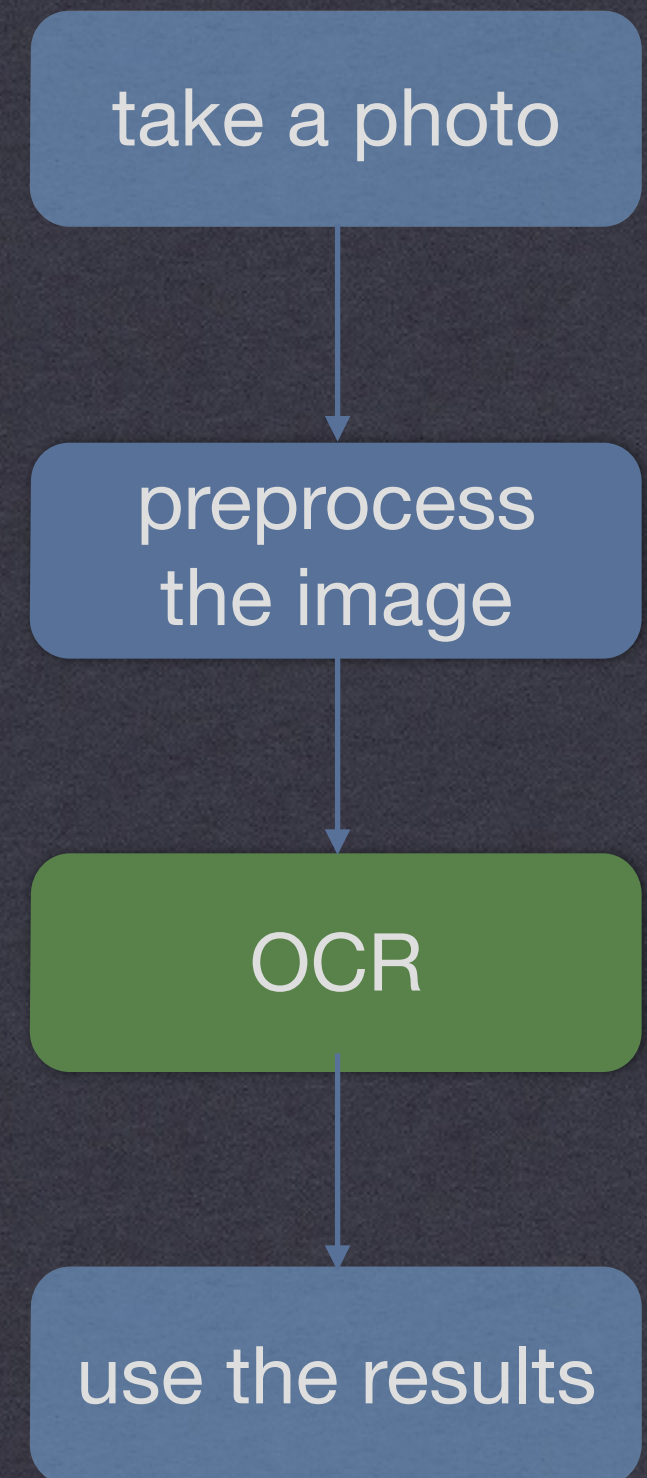 take a photo
preprocess
the image
OCR
use the results